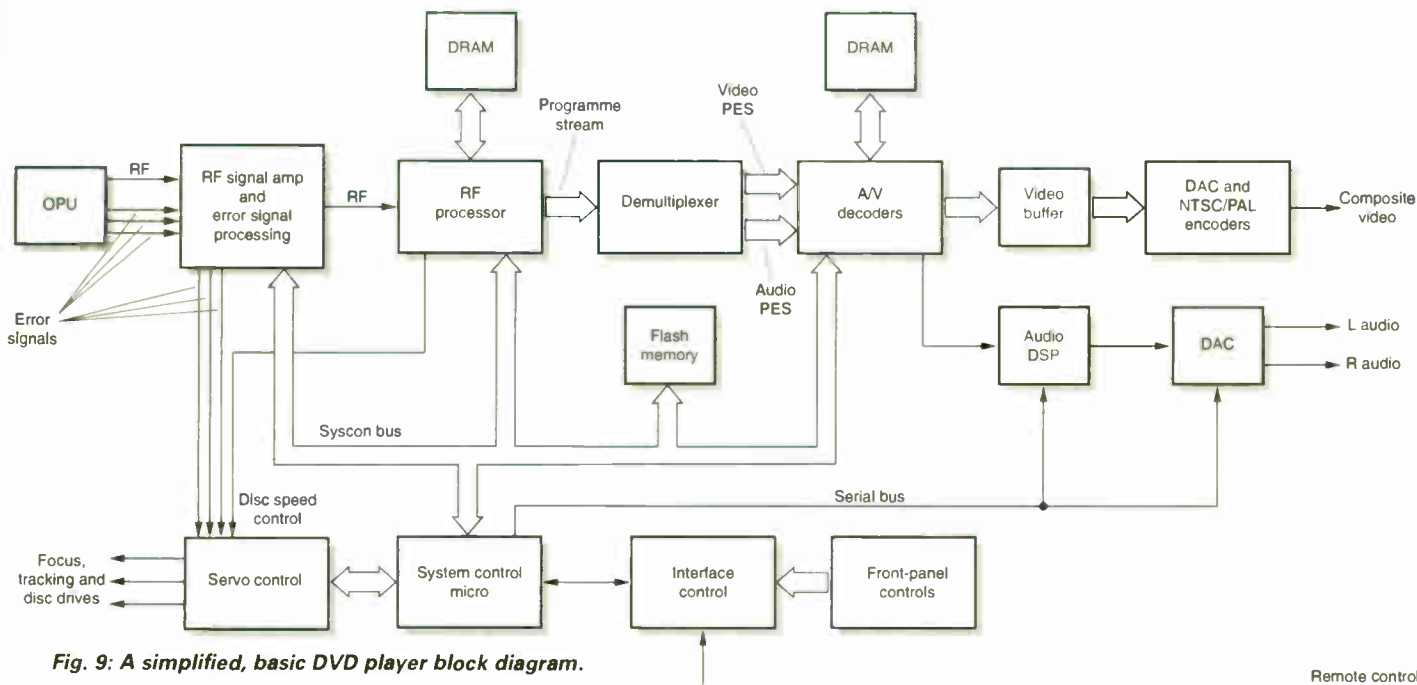 DRAM
DRAM
Programme
stream
Video
PES
OPU
RF
RF signal amp
and
error signal
processing
RF
RF
processor
Demultiplexer
A/V
decoders
Video
buffer
DAC and
NTSC/PAL
encoders
Composite
video
Error
signals
Audio
PES
Flash
memory
Audio
DSP
DAC
L audio
R audio
Syscon bus
Disc speed
control
Serial bus
Focus,
tracking and
disc drives
Servo control
System control
micro
Interface
control
Front-panel
controls
Fig. 9: A simplified, basic DVD player block diagram.
Remote control